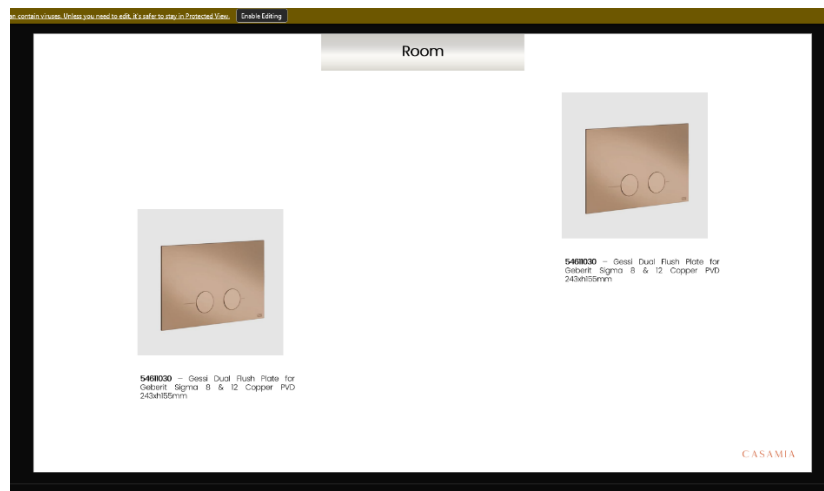 an contain viruses. Unless you need to edit, it's safer to stay in Protected View. Enable Editing
Room
54611030 – Gessi Dual Flush Plate for
Geberit Sigma 8 & 12 Copper PVD
243xh155mm
54611030 – Gessi Dual Flush Plate for
Geberit Sigma 8 & 12 Copper PVD
243xh155mm
CASAMIA